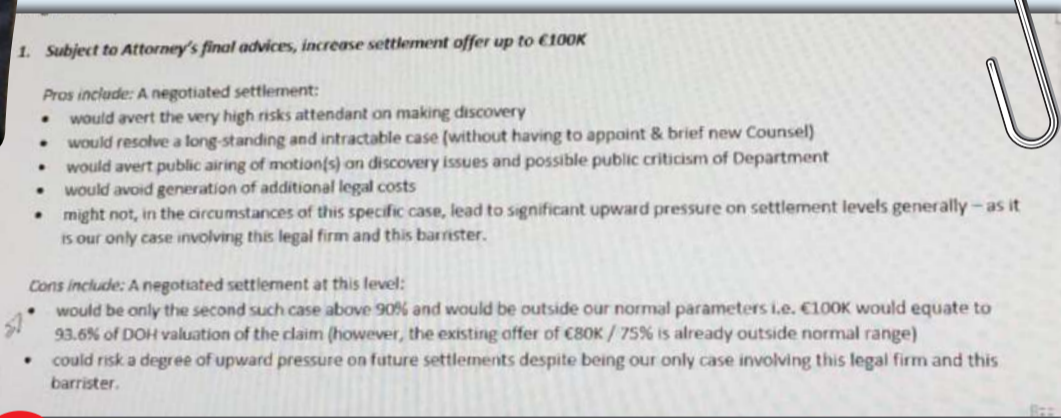 1. Subject to Attorney's final advices, increase settlement offer up to €100K
Pros include: A negotiated settlement:
• would avert the very high risks attendant on making discovery
• would resolve a long-standing and intractable case (without having to appoint & brief new Counsel)
• would avert public airing of motion(s) on discovery issues and possible public criticism of Department
• would avoid generation of additional legal costs
• might not, in the circumstances of this specific case, lead to significant upward pressure on settlement levels generally – as it
is our only case involving this legal firm and this barrister.
Cons include: A negotiated settlement at this level:
• would be only the second such case above 90% and would be outside our normal parameters i.e. €100K would equate to
93.6% of DOH valuation of the claim (however, the existing offer of €80K / 75% is already outside normal range)
• could risk a degree of upward pressure on future settlements despite being our only case involving this legal firm and this
barrister.